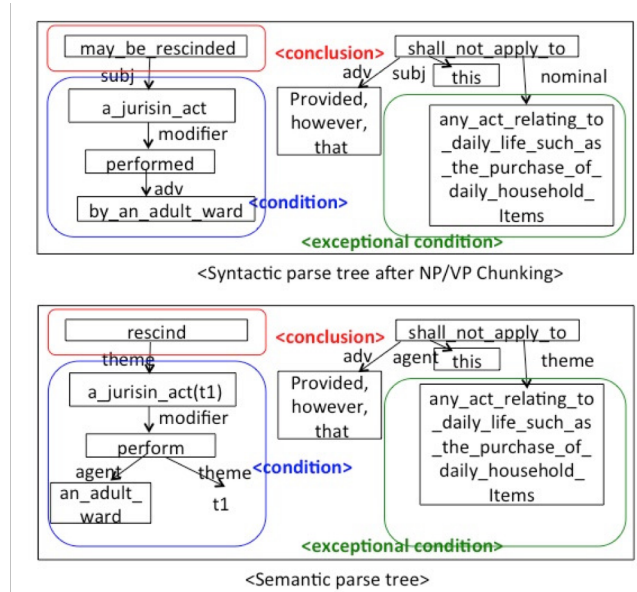 may_be_rescinded
<conclusion>
shall_not_apply_to
subj
adv
subj
this
nominal
a_jurisin_act
Provided,
however,
that
modifier
performed
adv
by_an_adult_ward
<condition>
any_act_relating_to
_daily_life_such_as
_the_purchase_of_
daily_household_
Items
<exceptional condition>
<Syntactic parse tree after NP/VP Chunking>
rescind
<conclusion>
shall_not_apply_to
theme
adv
agent
this
theme
a_jurisin_act(t1)
Provided,
however,
that
modifier
perform
agent
theme
an_adult_
ward
t1
<condition>
any_act_relating_to
_daily_life_such_as
_the_purchase_of_
daily_household_
Items
<exceptional condition>
<Semantic parse tree>